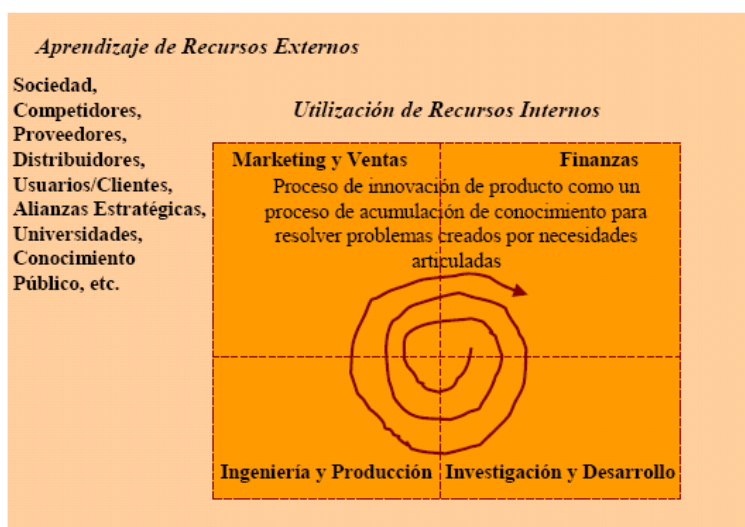 Aprendizaje de Recursos Externos
Sociedad,
Competidores,
Proveedores,
Distribuidores,
Usuarios/Clientes,
Alianzas Estratégicas,
Universidades,
Conocimiento
Público, etc.
Utilización de Recursos Internos
Marketing y Ventas
Finanzas
Proceso de innovación de producto como un
proceso de acumulación de conocimiento para
resolver problemas creados por necesidades
articuladas
Ingeniería y Producción
Investigación y Desarrollo